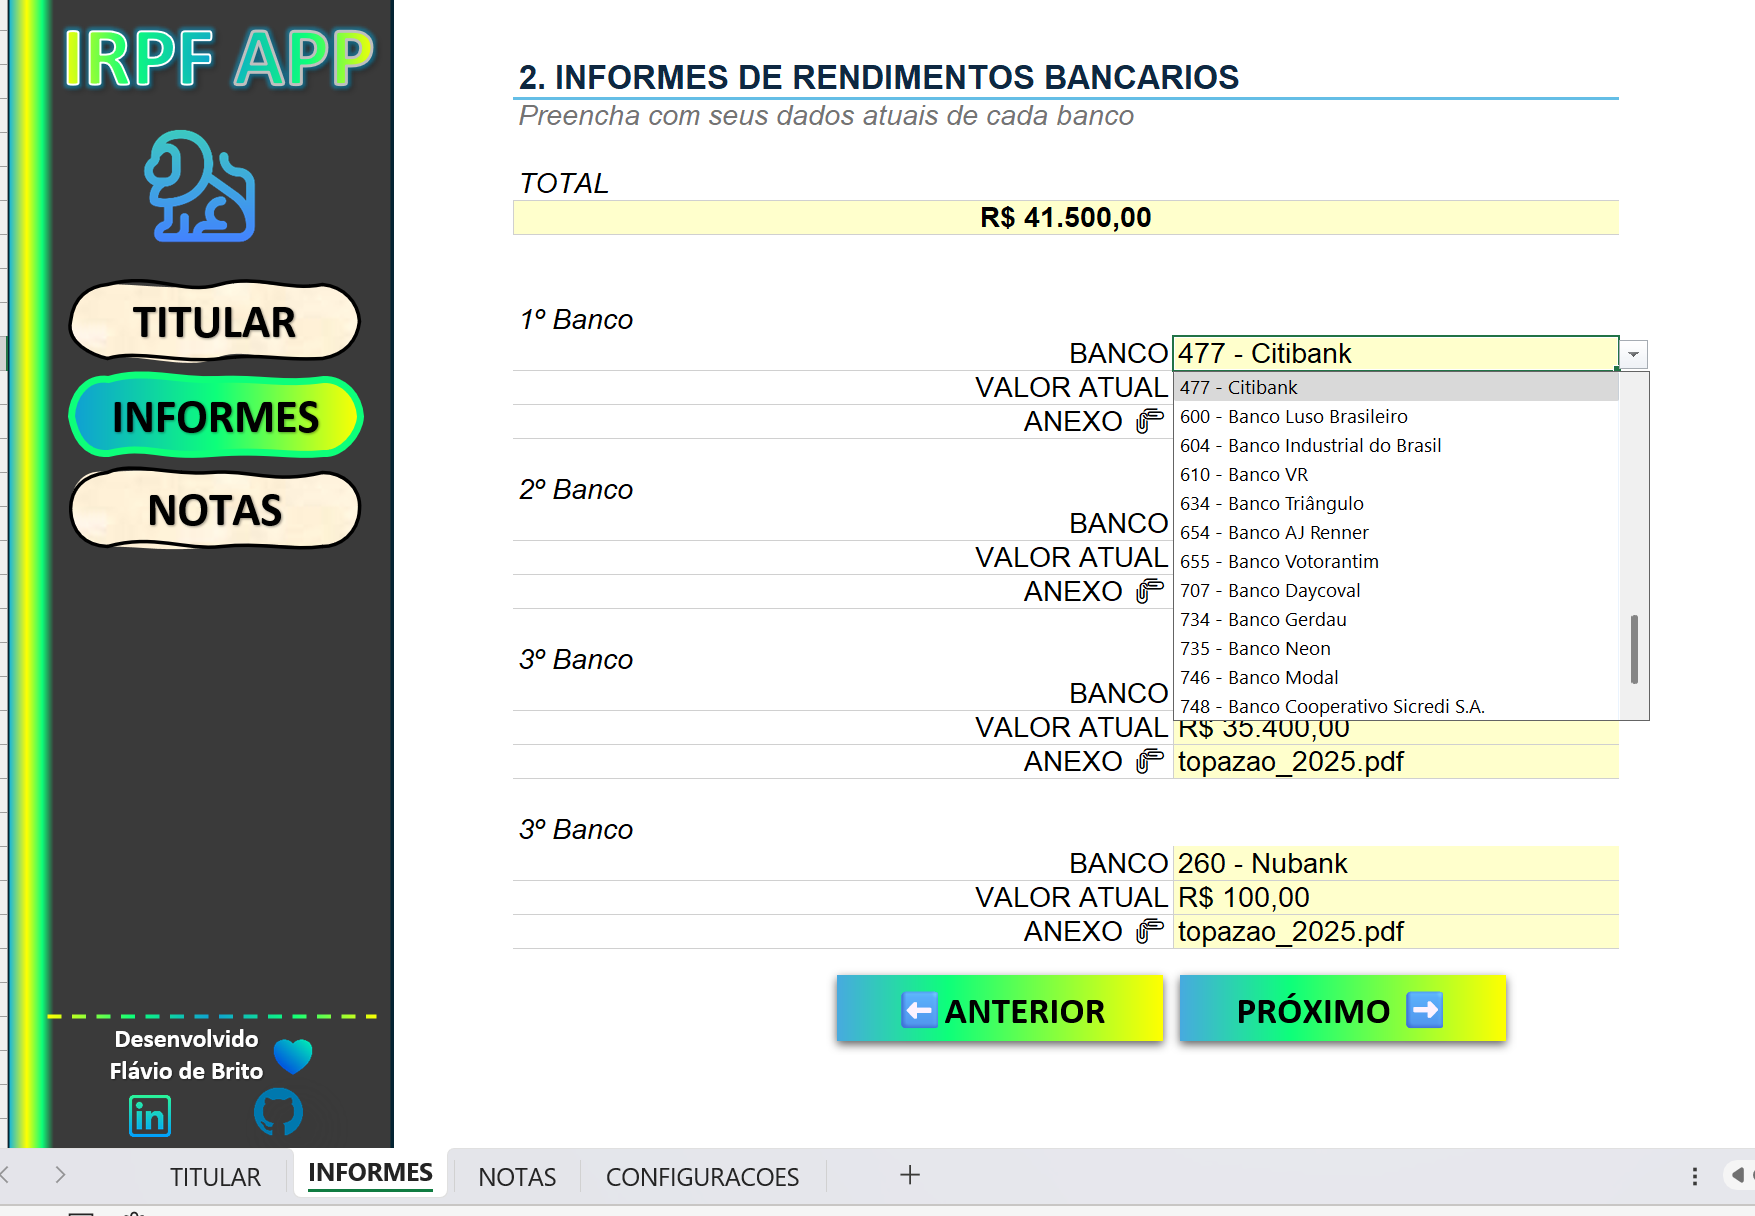 IRPF APP
TITULAR
INFORMES
NOTAS
Desenvolvido
Flávio de Brito
in
2. INFORMES DE RENDIMENTOS BANCARIOS
Preencha com seus dados atuais de cada banco
TOTAL
R$ 41.500,00
1º Banco
BANCO 477 - Citibank
VALOR ATUAL
ANEXO
477 - Citibank
600 - Banco Luso Brasileiro
604 - Banco Industrial do Brasil
610 - Banco VR
634 - Banco Triângulo
654 - Banco AJ Renner
655 - Banco Votorantim
707 - Banco Daycoval
734 - Banco Gerdau
735 - Banco Neon
746 - Banco Modal
748 - Banco Cooperativo Sicredi S.A.
2º Banco
BANCO
VALOR ATUAL
ANEXO
3º Banco
BANCO
VALOR ATUAL R$ 35.400,00
ANEXO topazao_2025.pdf
3º Banco
BANCO 260 - Nubank
VALOR ATUAL R$ 100,00
ANEXO topazao_2025.pdf
ANTERIOR
PRÓXIMO
TITULAR INFORMES NOTAS CONFIGURACOES